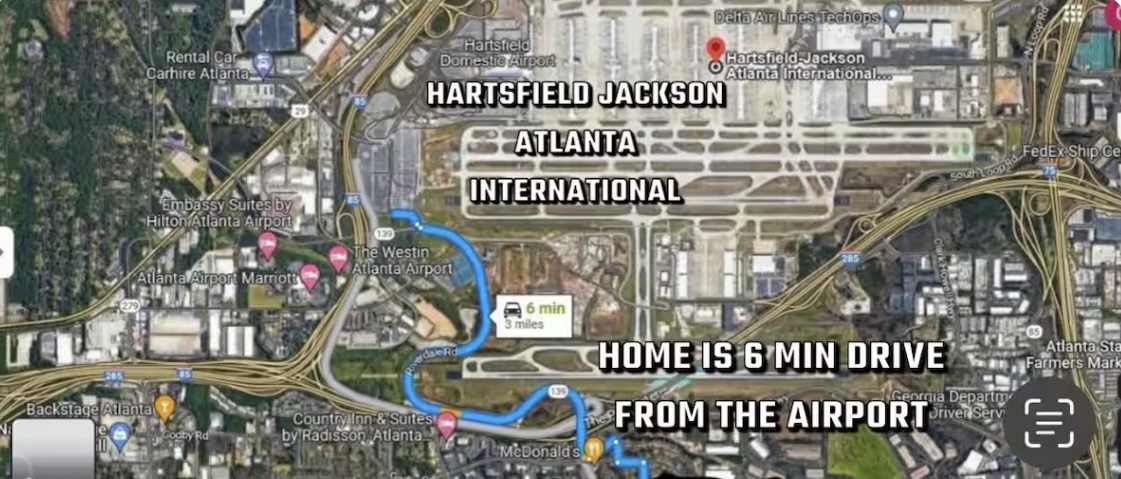 Delta Air Lines TechOps
Hartsfield
Domestic Airport
Rental Car
Carhire Atlanta
Hartsfield-Jackson
Atlanta International...
HARTSFIELD JACKSON
ATLANTA
INTERNATIONAL
85
29
FedEx Ship Ce
South Loop Rd
75
N Loop Rd
85
Embassy Suites by
Hilton Atlanta Airport
139
The Westin
Atlanta Airport
Atlanta Airport Marriott
285
279
6 min
3 miles
85
Riverdale Rd
HOME IS 6 MIN DRIVE
FROM THE AIRPORT
Atlanta Sta
Farmers Mark
285
85
139
Georgia Departm
Driver Serv
Backstage Atlanta
Godby Rd
Country Inn & Suites
by Radisson, Atlanta...
McDonald's